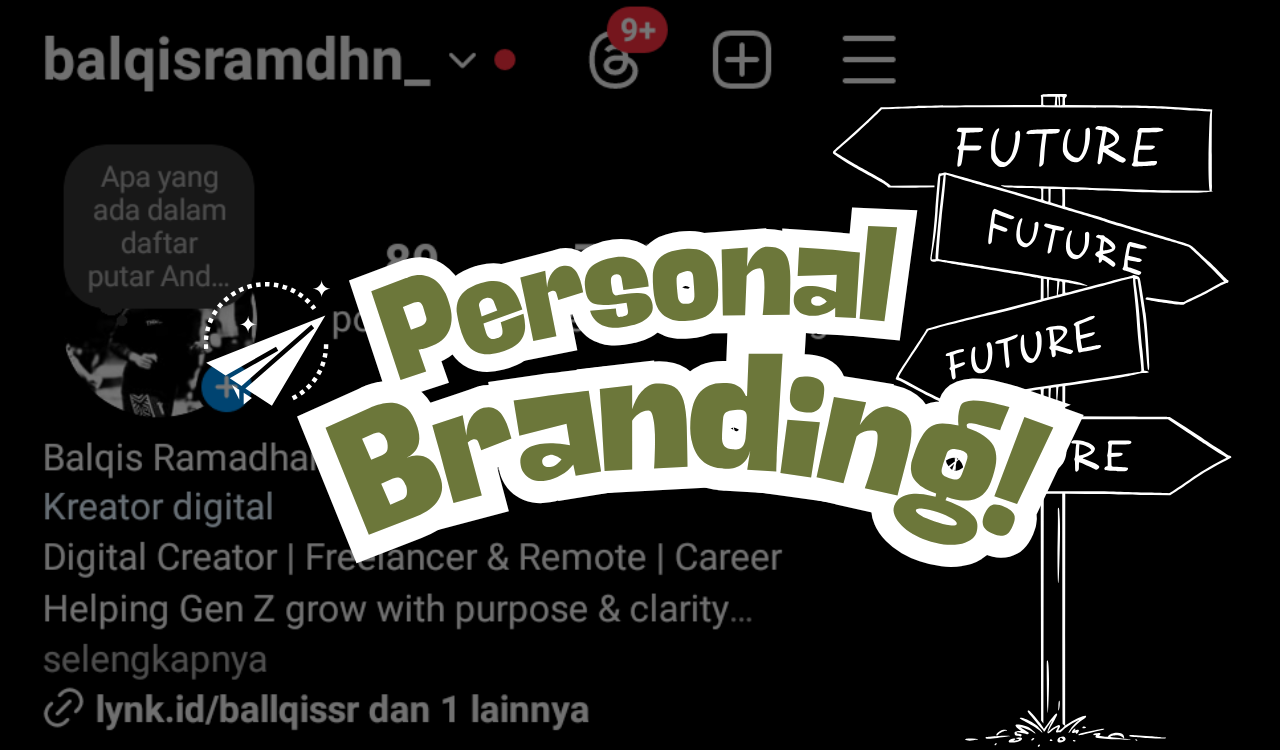 balqisramdhn_
9+
Apa yang
ada dalam
daftar
putar And...
FUTURE
FUTURE
FUTURE
RE
Personal
Branding!
Balqis Ramadhan
Kreator digital
Digital Creator | Freelancer & Remote | Career
Helping Gen Z grow with purpose & clarity...
selengkapnya
lynk.id/ballqissr dan 1 lainnya